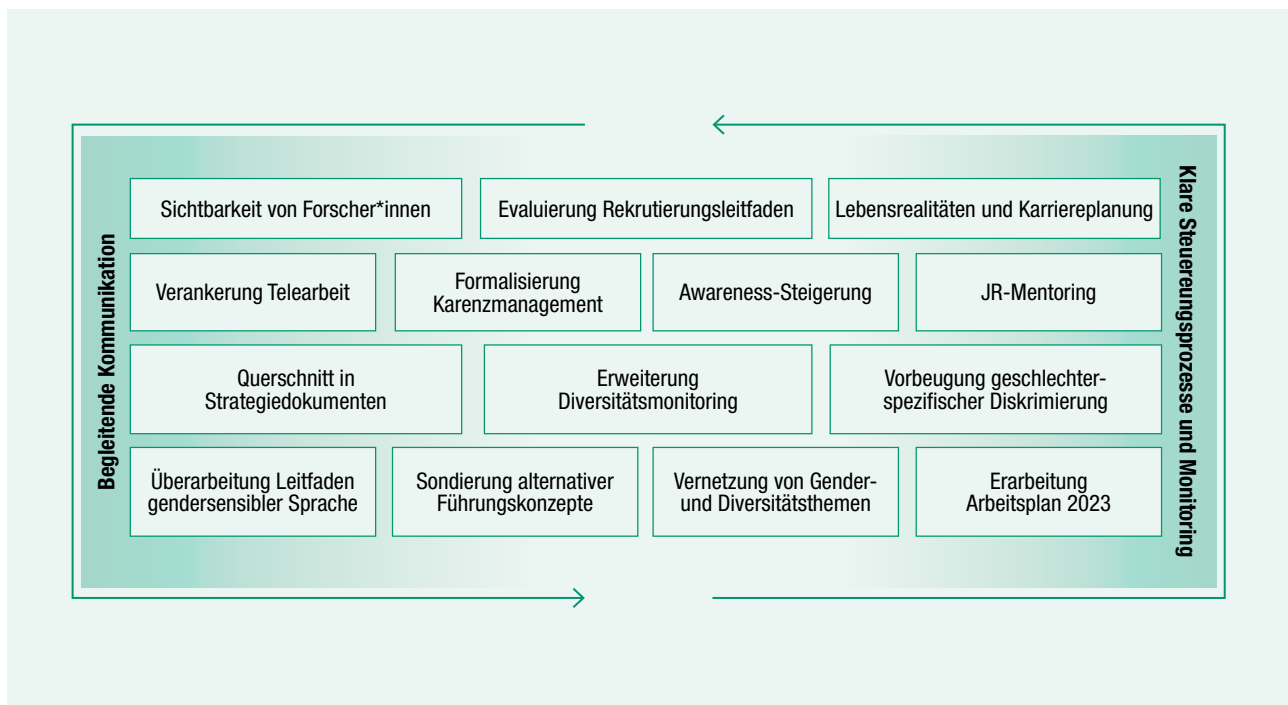 Begleitende Kommunikation
Sichtbarkeit von Forscher*innen
Evaluierung Rekrutierungsleitfaden
Lebensrealitäten und Karriereplanung
Verankerung Telearbeit
Formalisierung
Karenzmanagement
Awareness-Steigerung
JR-Mentoring
Querschnitt in
Strategiedokumenten
Erweiterung
Diversitätsmonitoring
Vorbeugung geschlechter-
spezifischer Diskrimierung
Überarbeitung Leitfaden
gendersensibler Sprache
Sondierung alternativer
Führungskonzepte
Vernetzung von Gender-
und Diversitätsthemen
Erarbeitung
Arbeitsplan 2023
Klare Steuereungsprozesse und Monitoring